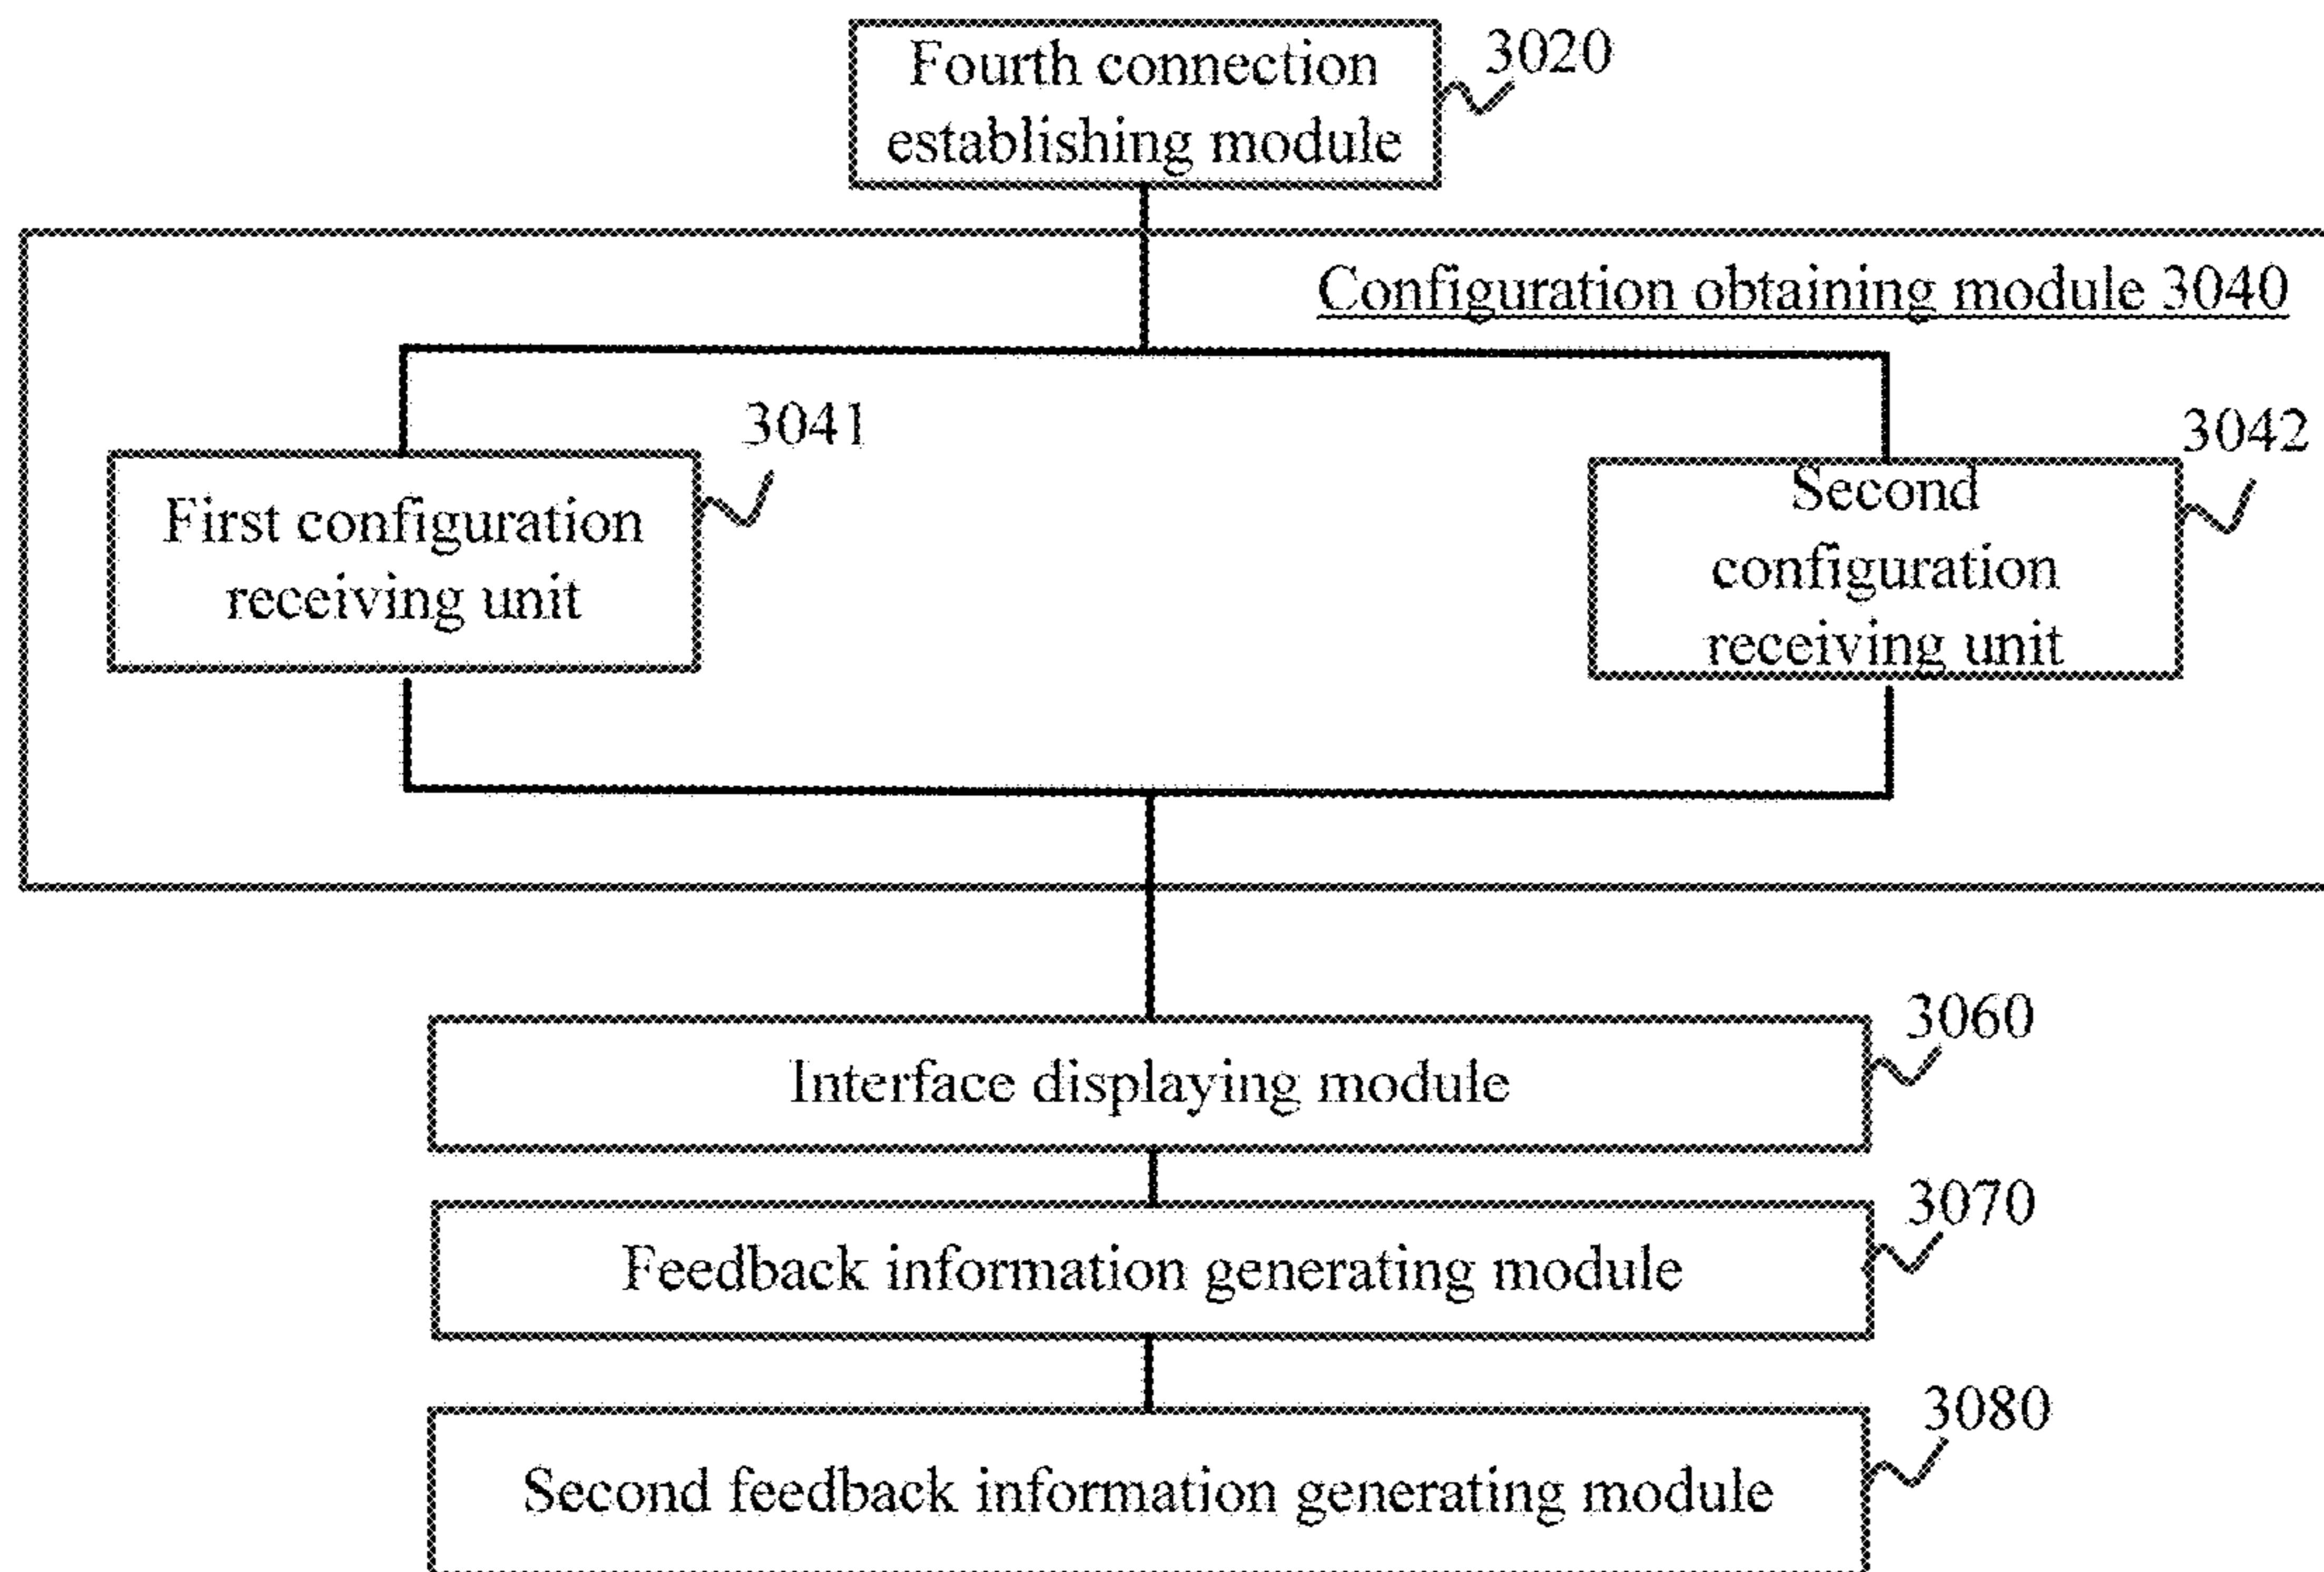 Fourth connection
establishing module
3020
Configuration obtaining module 3040
3041
First configuration
receiving unit
3042
Second
configuration
receiving unit
3060
Interface displaying module
3070
Feedback information generating module
3080
Second feedback information generating module